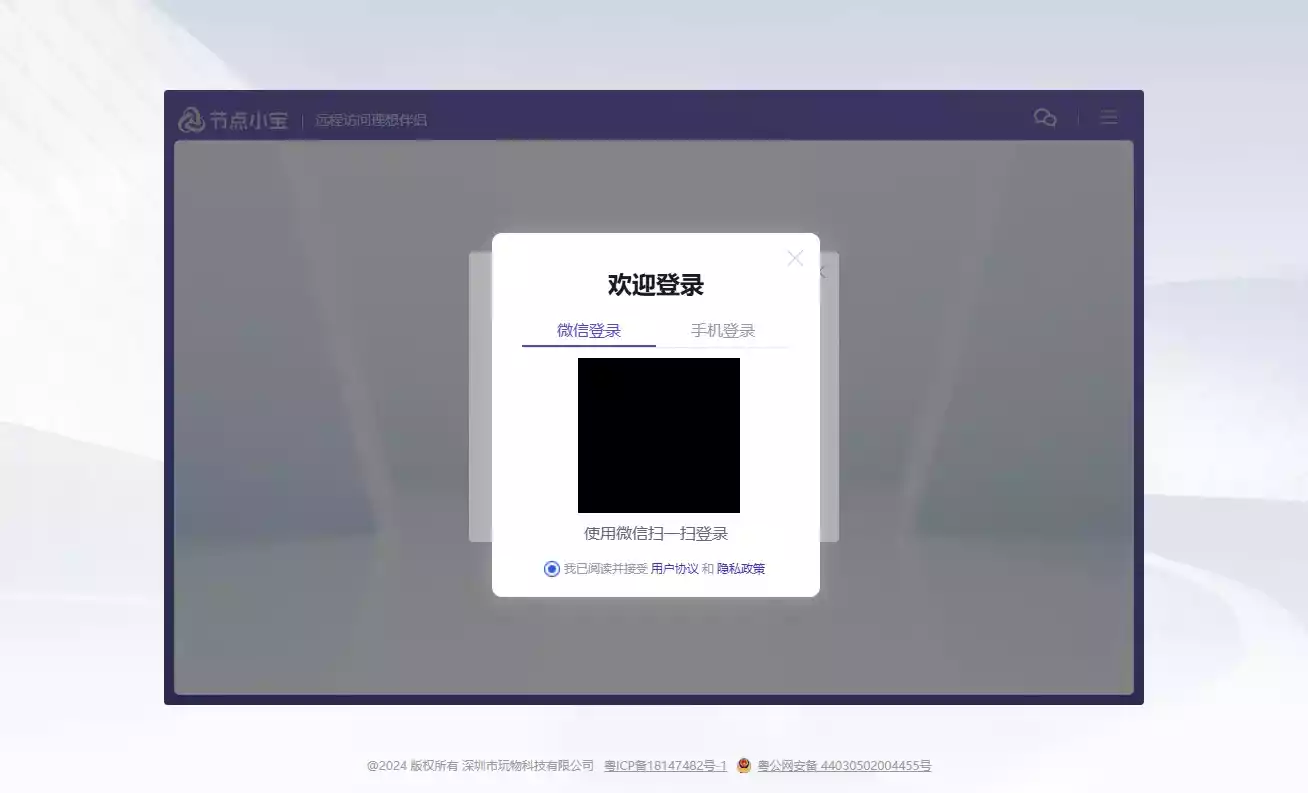 节点小宝 | 远程访问理想伴侣
欢迎登录
微信登录 手机登录
使用微信扫一扫登录
我已阅读并接受 用户协议 和 隐私政策
@2024 版权所有 深圳市玩物科技有限公司 粤ICP备18147482号-1 粤公网安备 44030502004455号